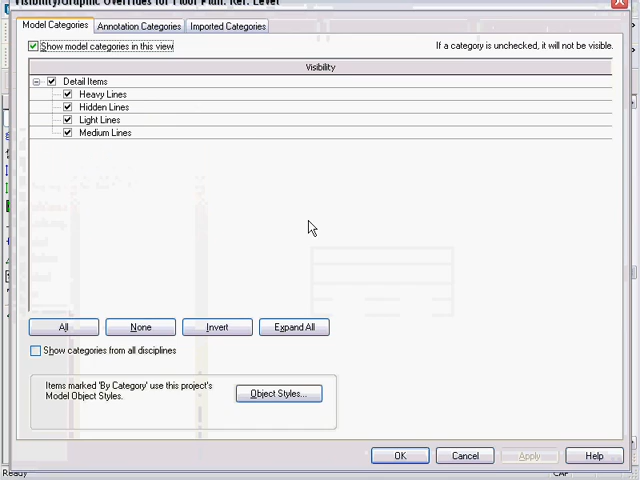 Visibility/Graphic Overrides for Floor Plan: Ref. Level
Model Categories
Annotation Categories
Imported Categories
Show model categories in this view
If a category is unchecked, it will not be visible.
Visibility
Detail Items
Heavy Lines
Hidden Lines
Light Lines
Medium Lines
All
None
Invert
Expand All
Show categories from all disciplines
Items marked 'By Category' use this project's
Model Object Styles.
Object Styles...
OK
Cancel
Apply
Help
Ready
CAP